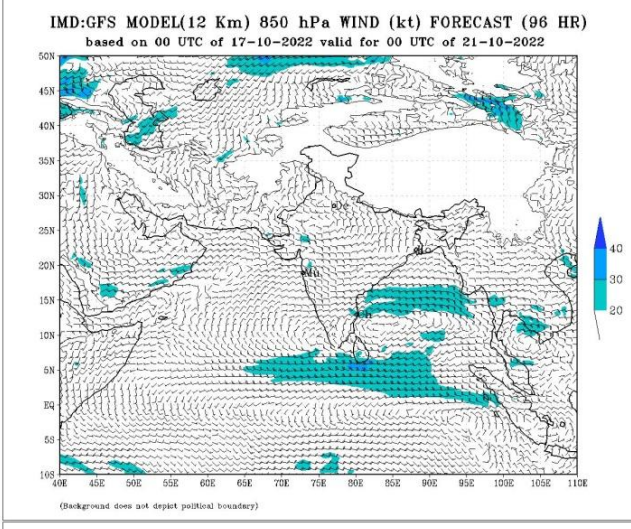 IMD:GFS MODEL(12 Km) 850 hPa WIND (kt) FORECAST (96 HR)
based on 00 UTC of 17-10-2022 valid for 00 UTC of 21-10-2022
50N
45N
40N
35N
30N
25N
20N
15N
10N
5N
EQ
5S
10S
40E 45E 50E 55E 60E 65E 70E 75E 80E 85E 90E 95E 100E 105E 110E
40
30
20
(Background does not depict political boundary)